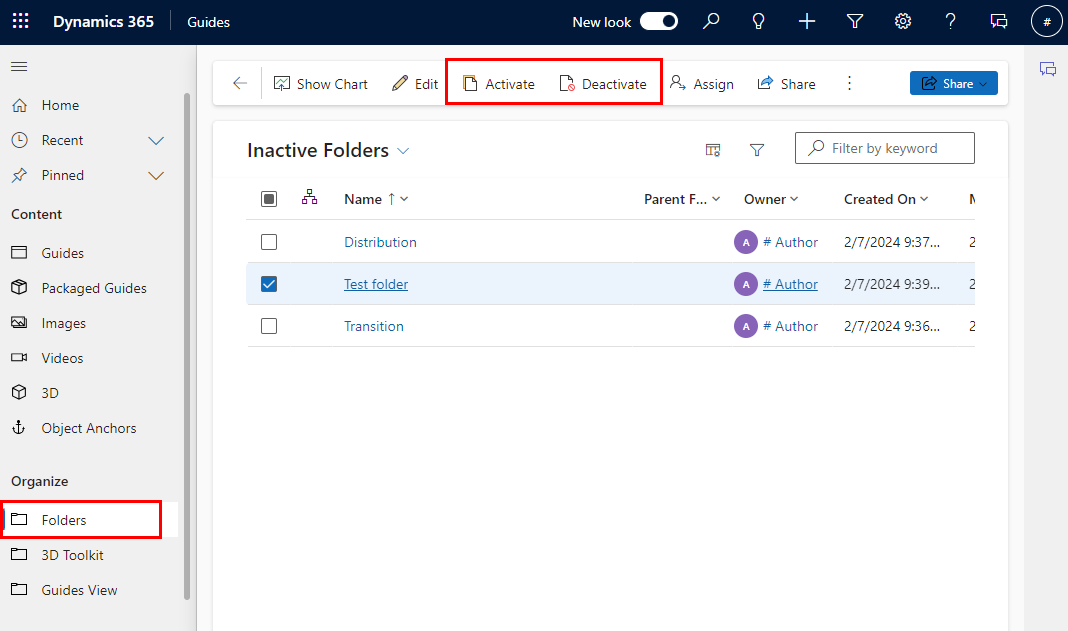 Dynamics 365 Guides New look #
Show Chart Edit Activate Deactivate Assign Share Share
Home
Recent
Pinned
Content
Guides
Packaged Guides
Images
Videos
3D
Object Anchors
Organize
Folders
3D Toolkit
Guides View
Inactive Folders Filter by keyword
Name ↑ Parent F... Owner Created On M
Distribution A # Author 2/7/2024 9:37... 2
Test folder A # Author 2/7/2024 9:39... 2
Transition A # Author 2/7/2024 9:36... 2